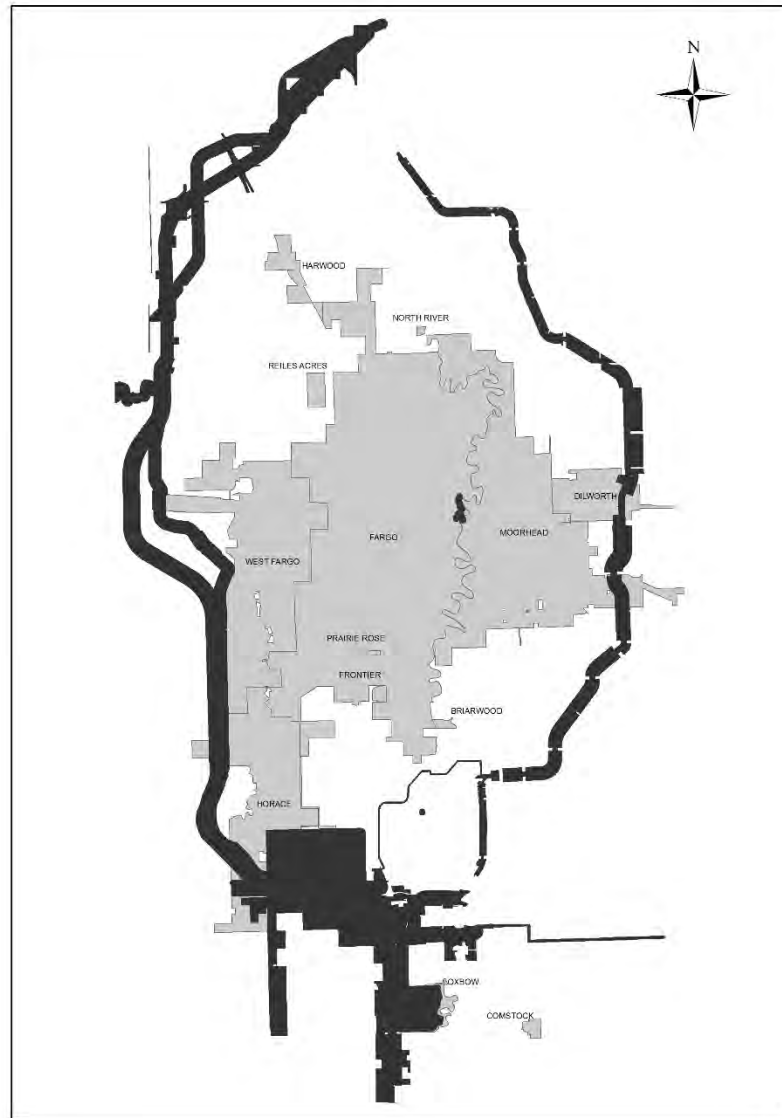 N
HARWOOD
NORTH RIVER
REILES ACRES
DILWORTH
FARGO
MOORHEAD
WEST FARGO
PRAIRIE ROSE
FRONTIER
BRIARWOOD
HORACE
OXBOW
COMSTOCK